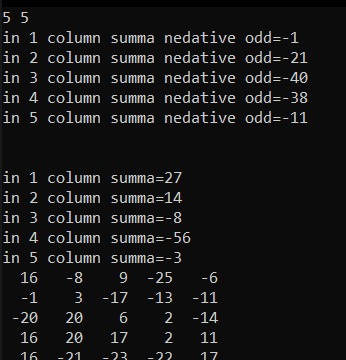 5 5
in 1 column summa nedative odd=-1
in 2 column summa nedative odd=-21
in 3 column summa nedative odd=-40
in 4 column summa nedative odd=-38
in 5 column summa nedative odd=-11
in 1 column summa=27
in 2 column summa=14
in 3 column summa=-8
in 4 column summa=-56
in 5 column summa=-3
16 -8 9 -25 -6
-1 3 -17 -13 -11
-20 20 6 2 -14
16 20 17 2 11
16 -21 -23 -22 17